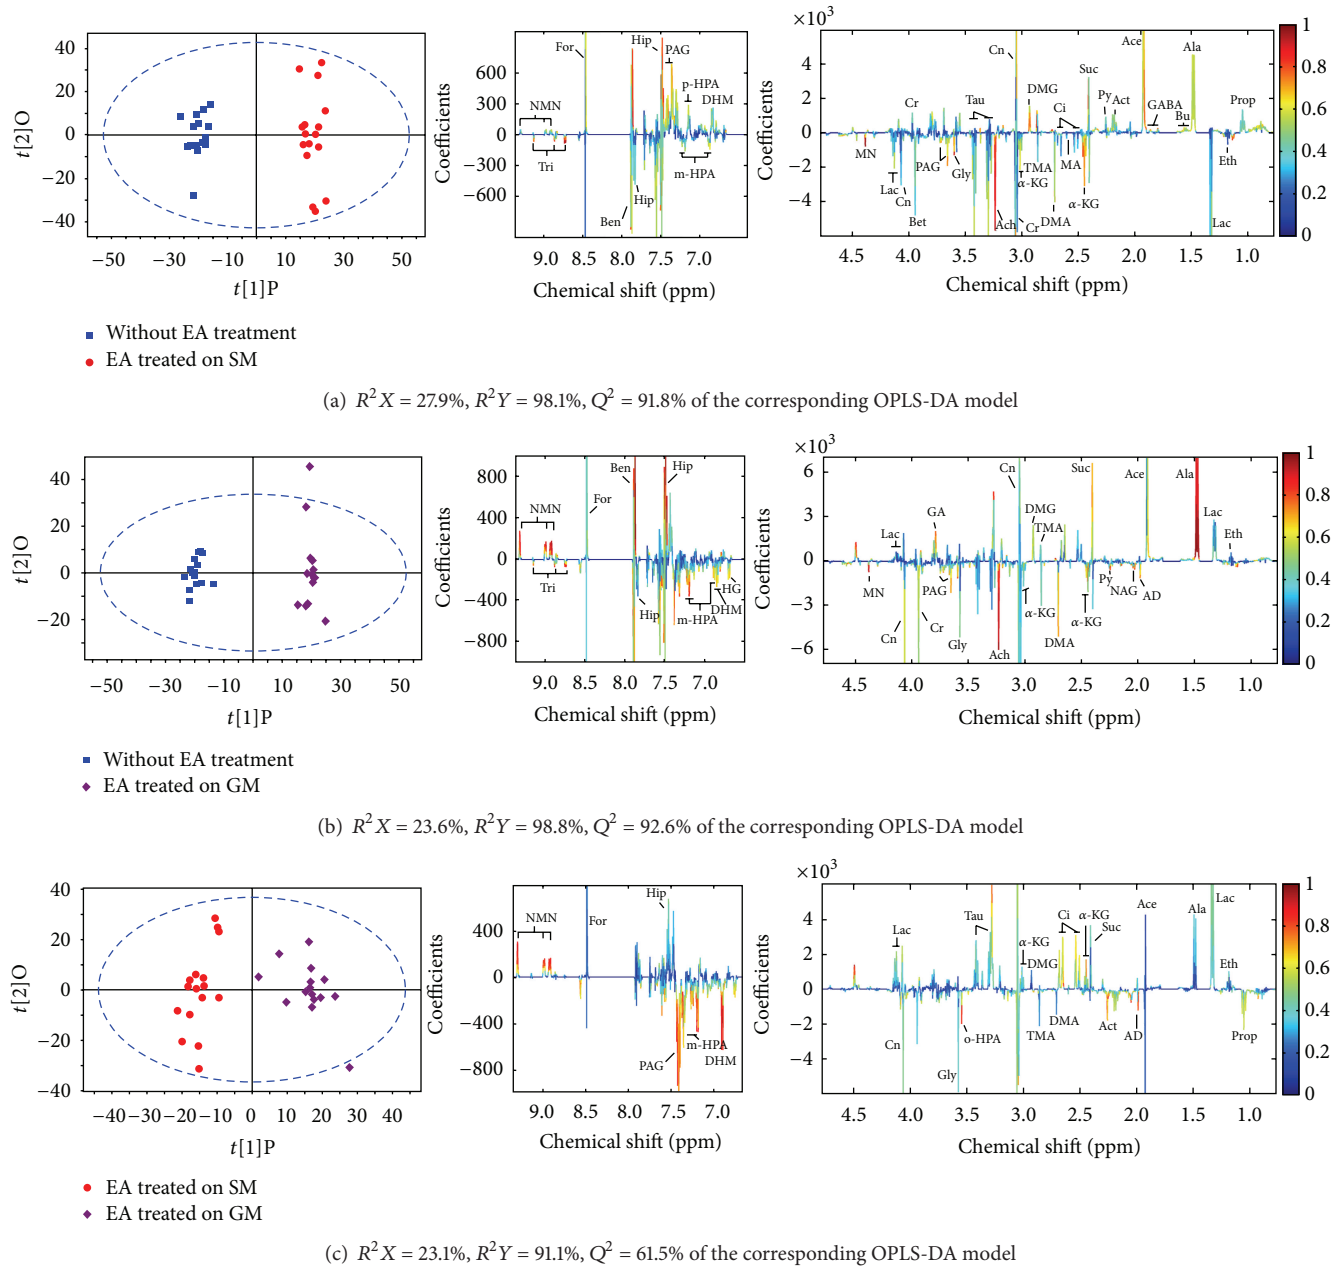 ×10³
t[2]O
40
20
0
−20
−40
−50
−30
−10
10
30
50
t[1]P
Coefficients
600
300
0
−300
−600
For
NMN
Tri
Hip
PAG
p-HPA
DHM
m-HPA
Hip
Ben
9.0
8.5
8.0
7.5
7.0
Chemical shift (ppm)
Coefficients
6
4
2
0
−2
−4
Cn
Ace
Ala
Suc
DMG
Tau
Cr
Ci
Py
Act
GABA
Bu
Prop
MN
PAG
Gly
Lac
Cn
Bet
Ach
Cr
α-KG
TMA
MA
DMA
α-KG
Eth
Lac
4.5
4.0
3.5
3.0
2.5
2.0
1.5
1.0
Chemical shift (ppm)
1
0.8
0.6
0.4
0.2
0
Without EA treatment
EA treated on SM
(a) R²X = 27.9%, R²Y = 98.1%, Q² = 91.8% of the corresponding OPLS-DA model
×10³
t[2]O
40
20
0
−20
−50
−30
−10
10
30
50
t[1]P
Coefficients
800
400
0
−400
−800
Ben
Hip
For
NMN
Tri
Hip
m-HPA
DHM
HG
9.0
8.5
8.0
7.5
7.0
Chemical shift (ppm)
Coefficients
6
3
0
−3
−6
Cn
Suc
Ace
Ala
GA
DMG
TMA
Lac
Lac
Eth
MN
PAG
Cn
Cr
Gly
Ach
α-KG
DMA
α-KG
Py
NAG
AD
4.5
4.0
3.5
3.0
2.5
2.0
1.5
1.0
Chemical shift (ppm)
1
0.8
0.6
0.4
0.2
0
Without EA treatment
EA treated on GM
(b) R²X = 23.6%, R²Y = 98.8%, Q² = 92.6% of the corresponding OPLS-DA model
×10³
t[2]O
40
20
0
−20
−40
−40
−30
−20
−10
0
10
20
30
40
t[1]P
Coefficients
400
0
−400
−800
NMN
For
Hip
PAG
m-HPA
DHM
9.0
8.5
8.0
7.5
7.0
Chemical shift (ppm)
Coefficients
4
2
0
−2
−4
Lac
Tau
α-KG
DMG
Ci
α-KG
Suc
Ace
Ala
Lac
Eth
Cn
Gly
o-HPA
TMA
DMA
Act
AD
Prop
4.5
4.0
3.5
3.0
2.5
2.0
1.5
1.0
Chemical shift (ppm)
1
0.8
0.6
0.4
0.2
0
EA treated on SM
EA treated on GM
(c) R²X = 23.1%, R²Y = 91.1%, Q² = 61.5% of the corresponding OPLS-DA model